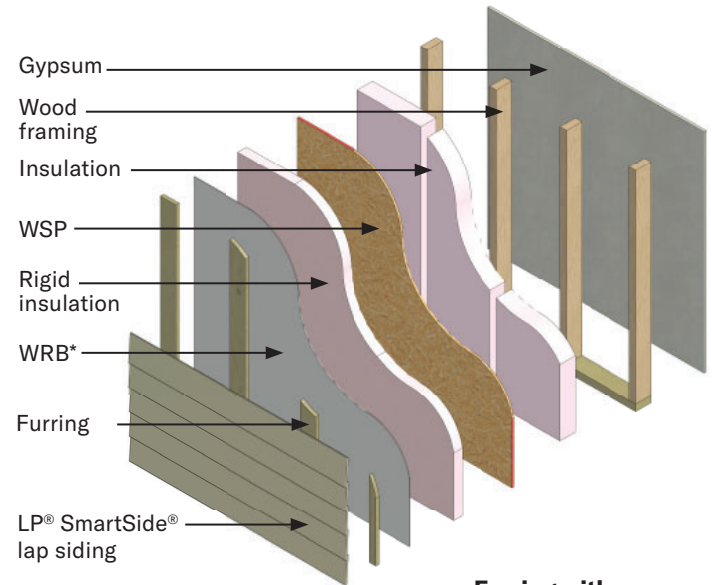 Gypsum
Wood
framing
Insulation
WSP
Rigid
insulation
WRB*
Furring
LP® SmartSide®
lap siding